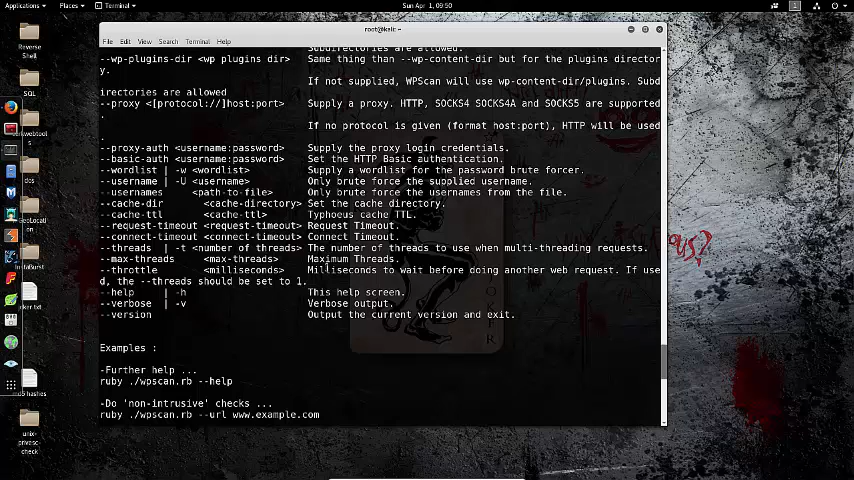 Applications
Places
Terminal
Sun Apr 1, 09:50
1
root@kali: ~
File Edit View Search Terminal Help
Subdirectories are allowed.
--wp-plugins-dir <wp plugins dir> Same thing than --wp-content-dir but for the plugins director
y.
If not supplied, WPScan will use wp-content-dir/plugins. Subd
irectories are allowed
--proxy <[protocol://]host:port> Supply a proxy. HTTP, SOCKS4 SOCKS4A and SOCKS5 are supported
.
If no protocol is given (format host:port), HTTP will be used
.
--proxy-auth <username:password> Supply the proxy login credentials.
--basic-auth <username:password> Set the HTTP Basic authentication.
--wordlist | -w <wordlist> Supply a wordlist for the password brute forcer.
--username | -U <username> Only brute force the supplied username.
--usernames <path-to-file> Only brute force the usernames from the file.
--cache-dir <cache-directory> Set the cache directory.
--cache-ttl <cache-ttl> Typhoeus cache TTL.
--request-timeout <request-timeout> Request Timeout.
--connect-timeout <connect-timeout> Connect Timeout.
--threads | -t <number of threads> The number of threads to use when multi-threading requests.
--max-threads <max-threads> Maximum Threads.
--throttle <milliseconds> Milliseconds to wait before doing another web request. If use
d, the --threads should be set to 1.
--help | -h This help screen.
--verbose | -v Verbose output.
--version Output the current version and exit.
Examples :
-Further help ...
ruby ./wpscan.rb --help
-Do 'non-intrusive' checks ...
ruby ./wpscan.rb --url www.example.com
Reverse
Shell
SQL
dos
unix-
privesc-
check
JOKER